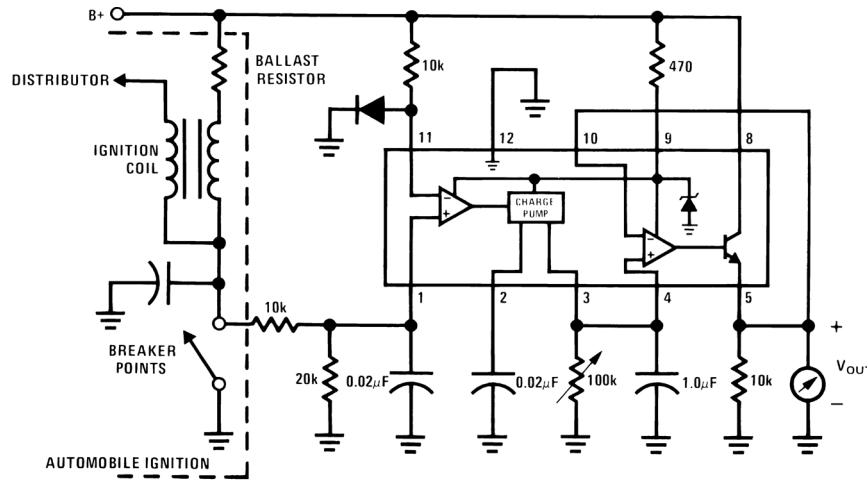 B+
BALLAST
RESISTOR
DISTRIBUTOR
10k
470
11
12
10
9
8
IGNITION
COIL
CHARGE
PUMP
1
2
3
4
5
10k
+
BREAKER
POINTS
20k
0.02μF
0.02μF
100k
1.0μF
10k
VOUT
−
AUTOMOBILE IGNITION